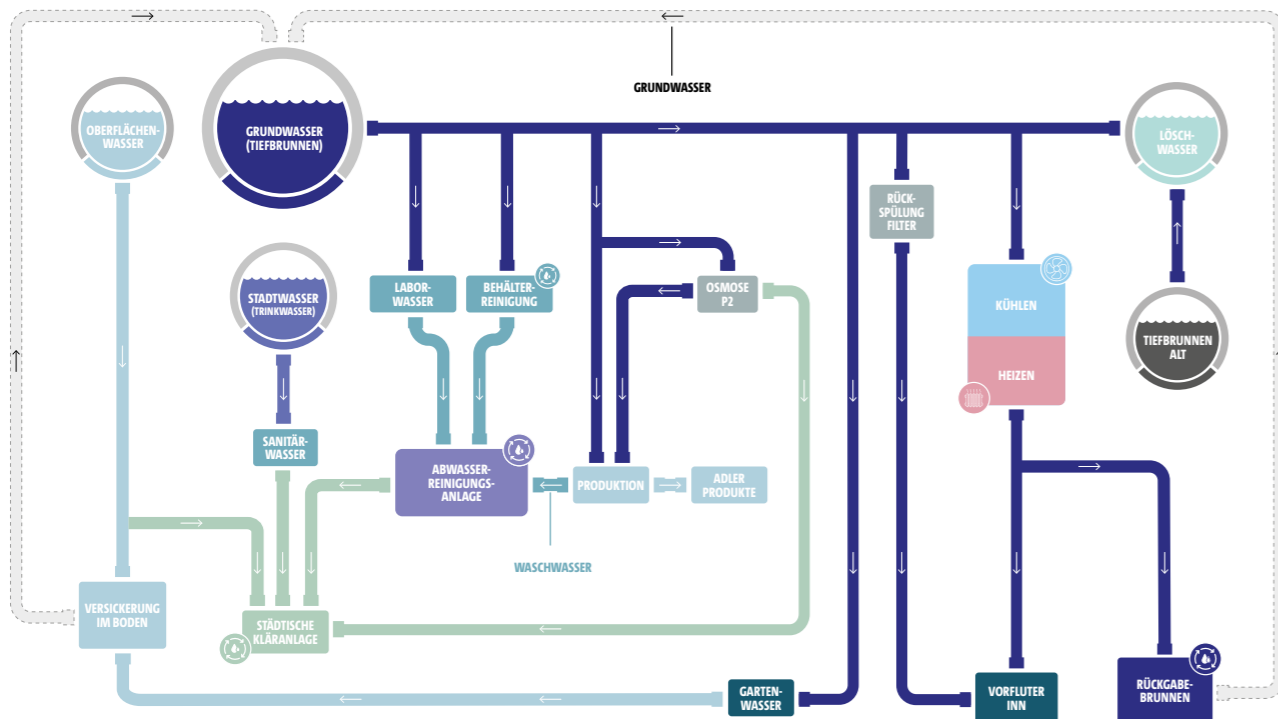 GRUNDWASSER
OBERFLÄCHEN-
WASSER
GRUNDWASSER
(TIEFBRUNNEN)
LÖSCH-
WASSER
RÜCK-
SPÜLUNG
FILTER
STADTWASSER
(TRINKWASSER)
LABOR-
WASSER
BEHÄLTER-
REINIGUNG
OSMOSE
P2
KÜHLEN
HEIZEN
TIEFBRUNNEN
ALT
SANITÄR-
WASSER
ABWASSER-
REINIGUNGS-
ANLAGE
PRODUKTION
ADLER
PRODUKTE
WASCHWASSER
VERSICKERUNG
IM BODEN
STÄDTISCHE
KLÄRANLAGE
GARTEN-
WASSER
VORFLUTER
INN
RÜCKGABE-
BRUNNEN